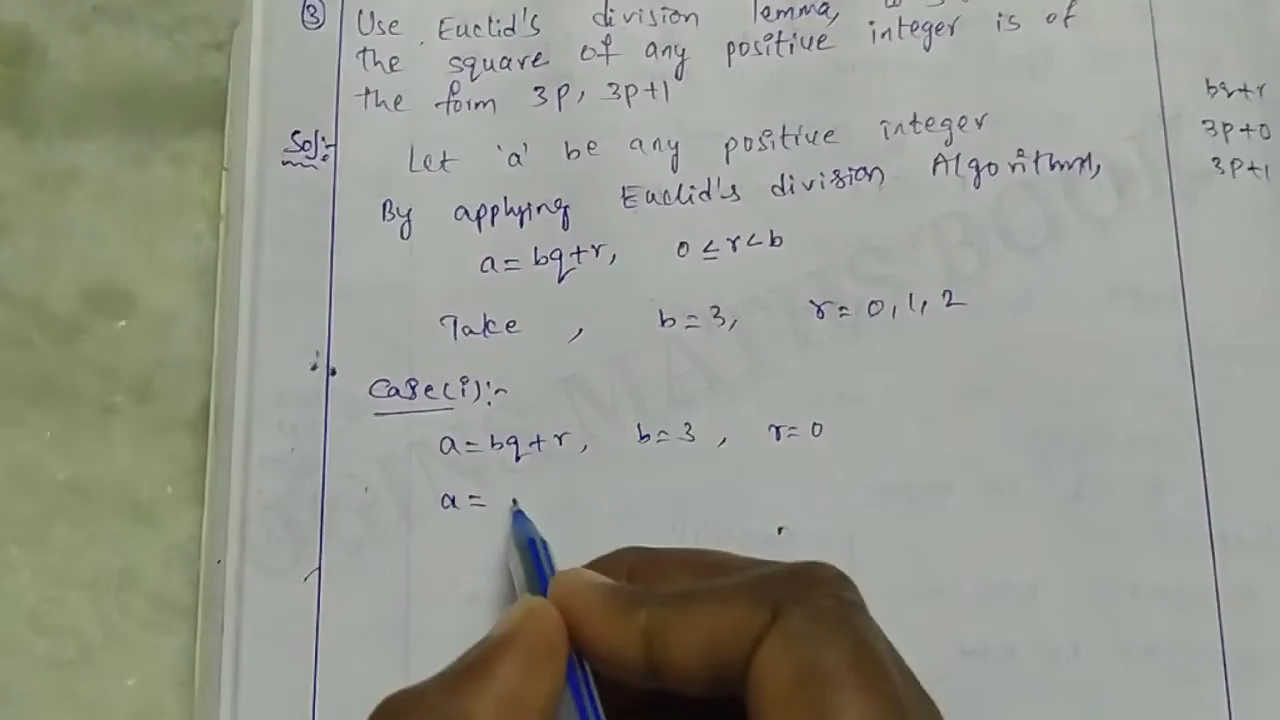 ③ Use Euclid's division lemma,
the square of any positive integer is of
the form 3p, 3p+1
Sol:-
Let 'a' be any positive integer
By applying Euclid's division Algorithm,
a = bq+r, 0 ≤ r < b
Take , b = 3, r = 0, 1, 2
Case(i):-
a = bq + r, b = 3 , r = 0
a =
bq+r
3p+0
3p+1